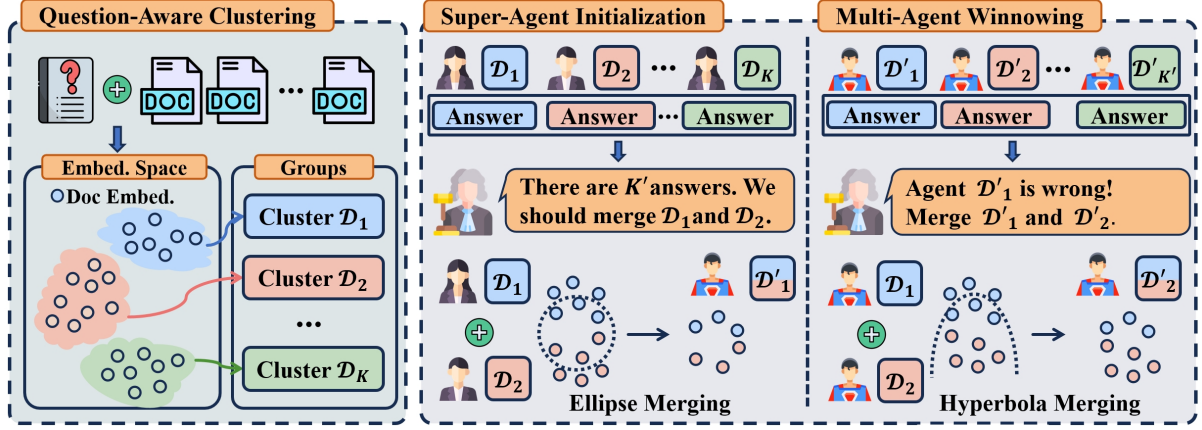 Question-Aware Clustering
?
DOC DOC ... DOC
Embed. Space
Doc Embed.
Groups
Cluster 𝒟₁
Cluster 𝒟₂
...
Cluster 𝒟_K
Super-Agent Initialization
𝒟₁ 𝒟₂ ... 𝒟_K
Answer Answer ... Answer
There are K′ answers. We
should merge 𝒟₁ and 𝒟₂.
𝒟₁
𝒟′₁
𝒟₂
Ellipse Merging
Multi-Agent Winnowing
𝒟′₁ 𝒟′₂ ... 𝒟′_K′
Answer Answer Answer
Agent 𝒟′₁ is wrong!
Merge 𝒟′₁ and 𝒟′₂.
𝒟₁
𝒟′₂
𝒟₂
Hyperbola Merging